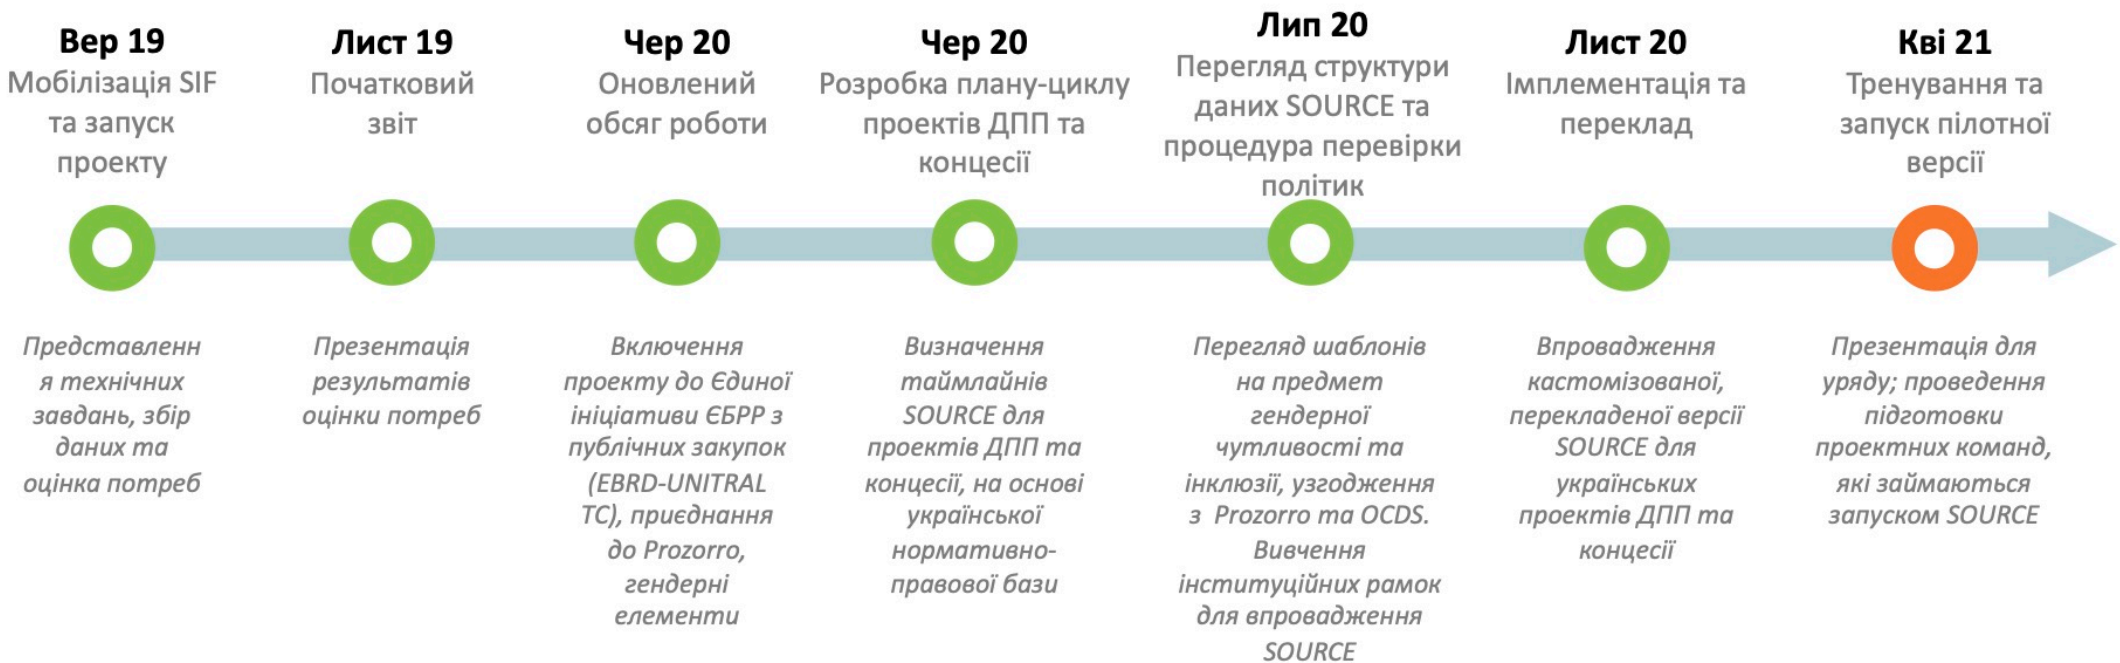 Вер 19
Мобілізація SIF
та запуск
проекту
Лист 19
Початковий
звіт
Чер 20
Оновлений
обсяг роботи
Чер 20
Розробка плану-циклу
проектів ДПП та
концесії
Лип 20
Перегляд структури
даних SOURCE та
процедура перевірки
політик
Лист 20
Імплементація та
переклад
Кві 21
Тренування та
запуск пілотної
версії
Представленн
я технічних
завдань, збір
даних та
оцінка потреб
Презентація
результатів
оцінки потреб
Включення
проекту до Єдиної
ініціативи ЄБРР з
публічних закупок
(EBRD-UNITRAL
TC), приєднання
до Prozorro,
гендерні
елементи
Визначення
таймлайнів
SOURCE для
проектів ДПП та
концесії, на основі
української
нормативно-
правової бази
Перегляд шаблонів
на предмет
гендерної
чутливості та
інклюзії, узгодження
з Prozorro та OCDS.
Вивчення
інституційних рамок
для впровадження
SOURCE
Впровадження
кастомізованої,
перекладеної версії
SOURCE для
українських
проектів ДПП та
концесії
Презентація для
уряду; проведення
підготовки
проектних команд,
які займаються
запуском SOURCE